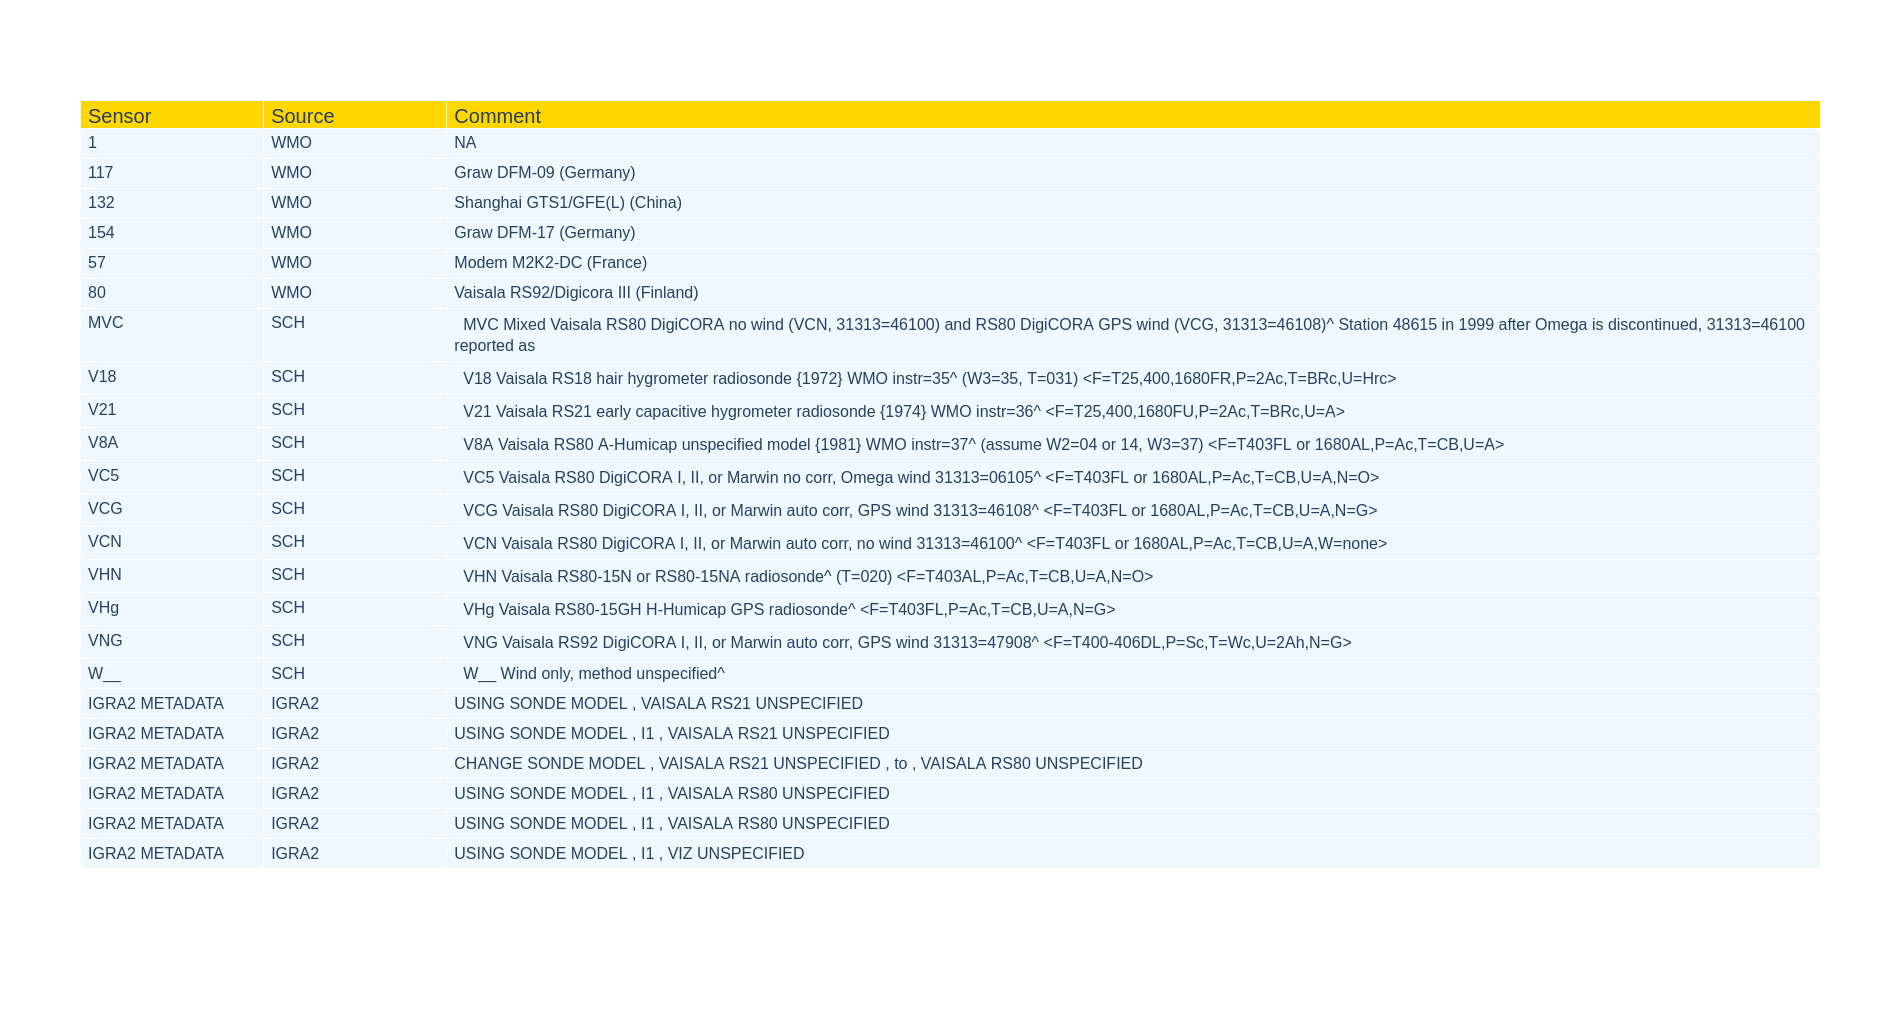 Sensor Source Comment
1 WMO NA
117 WMO Graw DFM-09 (Germany)
132 WMO Shanghai GTS1/GFE(L) (China)
154 WMO Graw DFM-17 (Germany)
57 WMO Modem M2K2-DC (France)
80 WMO Vaisala RS92/Digicora III (Finland)
MVC SCH MVC Mixed Vaisala RS80 DigiCORA no wind (VCN, 31313=46100) and RS80 DigiCORA GPS wind (VCG, 31313=46108)^ Station 48615 in 1999 after Omega is discontinued, 31313=46100
reported as
V18 SCH V18 Vaisala RS18 hair hygrometer radiosonde {1972} WMO instr=35^ (W3=35, T=031) <F=T25,400,1680FR,P=2Ac,T=BRc,U=Hrc>
V21 SCH V21 Vaisala RS21 early capacitive hygrometer radiosonde {1974} WMO instr=36^ <F=T25,400,1680FU,P=2Ac,T=BRc,U=A>
V8A SCH V8A Vaisala RS80 A-Humicap unspecified model {1981} WMO instr=37^ (assume W2=04 or 14, W3=37) <F=T403FL or 1680AL,P=Ac,T=CB,U=A>
VC5 SCH VC5 Vaisala RS80 DigiCORA I, II, or Marwin no corr, Omega wind 31313=06105^ <F=T403FL or 1680AL,P=Ac,T=CB,U=A,N=O>
VCG SCH VCG Vaisala RS80 DigiCORA I, II, or Marwin auto corr, GPS wind 31313=46108^ <F=T403FL or 1680AL,P=Ac,T=CB,U=A,N=G>
VCN SCH VCN Vaisala RS80 DigiCORA I, II, or Marwin auto corr, no wind 31313=46100^ <F=T403FL or 1680AL,P=Ac,T=CB,U=A,W=none>
VHN SCH VHN Vaisala RS80-15N or RS80-15NA radiosonde^ (T=020) <F=T403AL,P=Ac,T=CB,U=A,N=O>
VHg SCH VHg Vaisala RS80-15GH H-Humicap GPS radiosonde^ <F=T403FL,P=Ac,T=CB,U=A,N=G>
VNG SCH VNG Vaisala RS92 DigiCORA I, II, or Marwin auto corr, GPS wind 31313=47908^ <F=T400-406DL,P=Sc,T=Wc,U=2Ah,N=G>
W__ SCH W__ Wind only, method unspecified^
IGRA2 METADATA IGRA2 USING SONDE MODEL , VAISALA RS21 UNSPECIFIED
IGRA2 METADATA IGRA2 USING SONDE MODEL , I1 , VAISALA RS21 UNSPECIFIED
IGRA2 METADATA IGRA2 CHANGE SONDE MODEL , VAISALA RS21 UNSPECIFIED , to , VAISALA RS80 UNSPECIFIED
IGRA2 METADATA IGRA2 USING SONDE MODEL , I1 , VAISALA RS80 UNSPECIFIED
IGRA2 METADATA IGRA2 USING SONDE MODEL , I1 , VAISALA RS80 UNSPECIFIED
IGRA2 METADATA IGRA2 USING SONDE MODEL , I1 , VIZ UNSPECIFIED